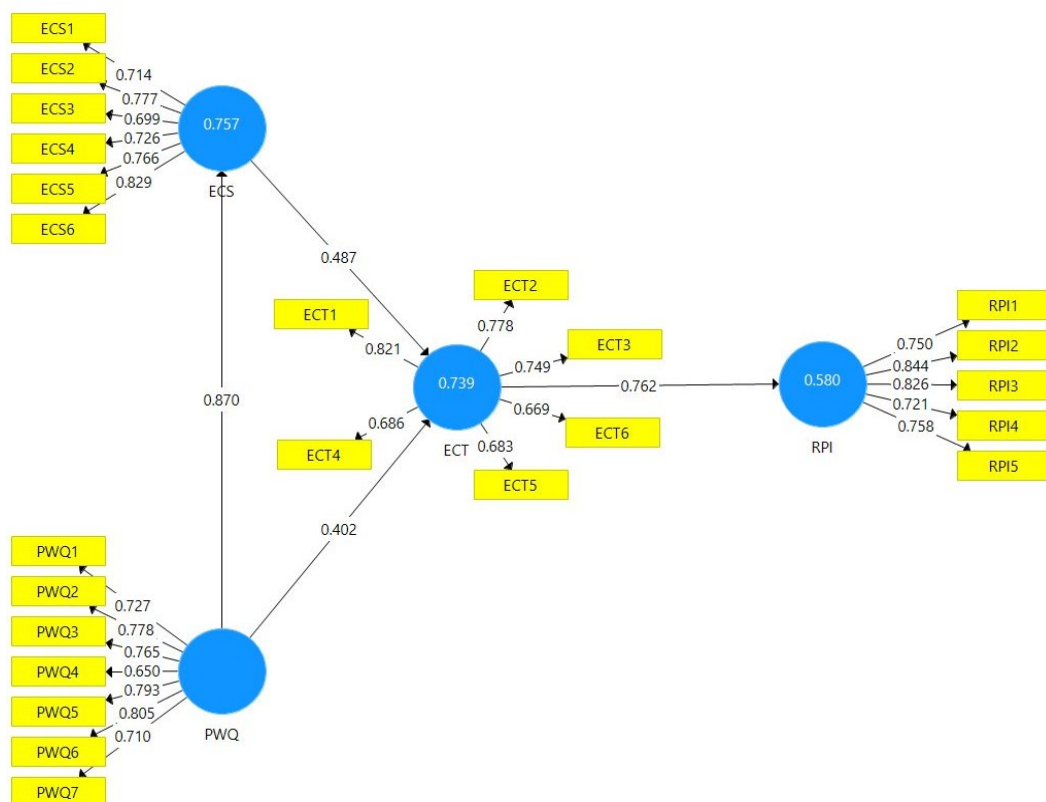 ECS1
ECS2
ECS3
ECS4
ECS5
ECS6
0.714
0.777
0.699
0.726
0.766
0.829
0.757
ECS
0.487
0.870
ECT1
0.821
ECT2
0.778
ECT3
0.749
0.739
ECT
0.686
ECT4
0.683
ECT5
0.669
ECT6
0.762
0.580
RPI
0.750
0.844
0.826
0.721
0.758
RPI1
RPI2
RPI3
RPI4
RPI5
0.402
PWQ1
PWQ2
PWQ3
PWQ4
PWQ5
PWQ6
PWQ7
0.727
0.778
0.765
0.650
0.793
0.805
0.710
PWQ